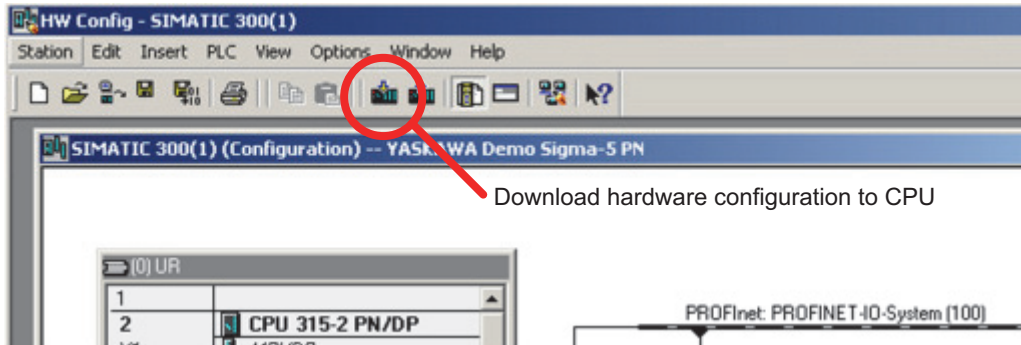 HW Config - SIMATIC 300(1)
Station Edit Insert PLC View Options Window Help
SIMATIC 300(1) (Configuration) -- YASKAWA Demo Sigma-5 PN
Download hardware configuration to CPU
(0) UR
1
2 CPU 315-2 PN/DP
PROFInet: PROFINET-IO-System (100)